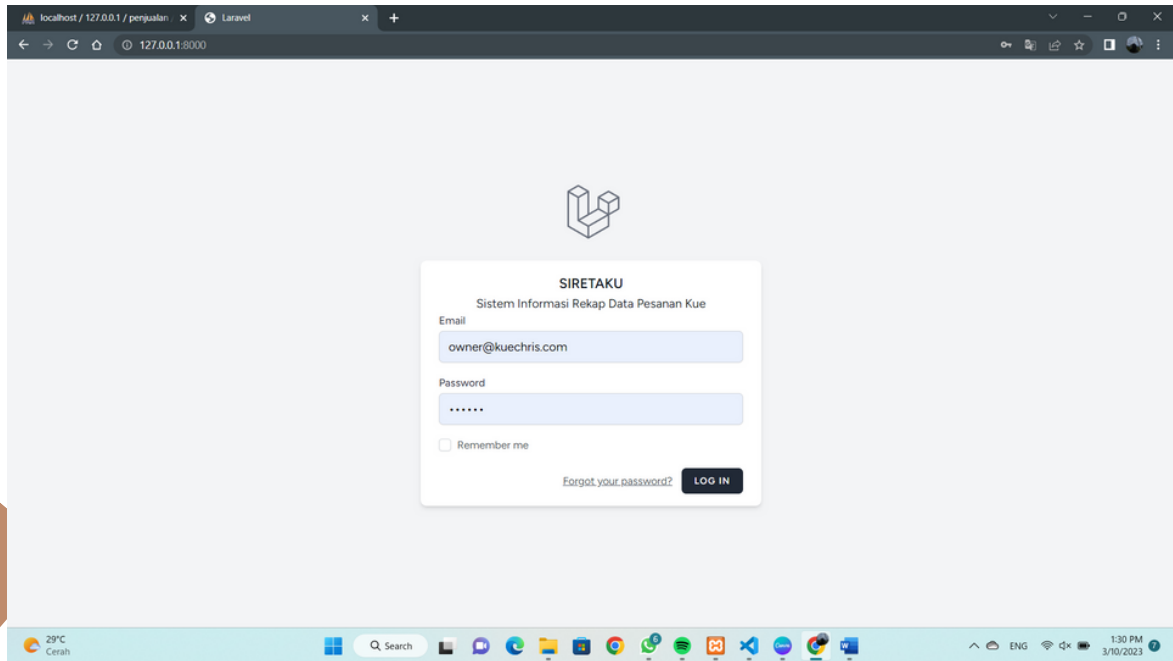 localhost / 127.0.0.1 / penjualan
Laravel
127.0.0.1:8000
SIRETAKU
Sistem Informasi Rekap Data Pesanan Kue
Email
owner@kuechris.com
Password
••••••
Remember me
Forgot your password?
LOG IN
29°C
Cerah
Search
ENG
1:30 PM
3/10/2023